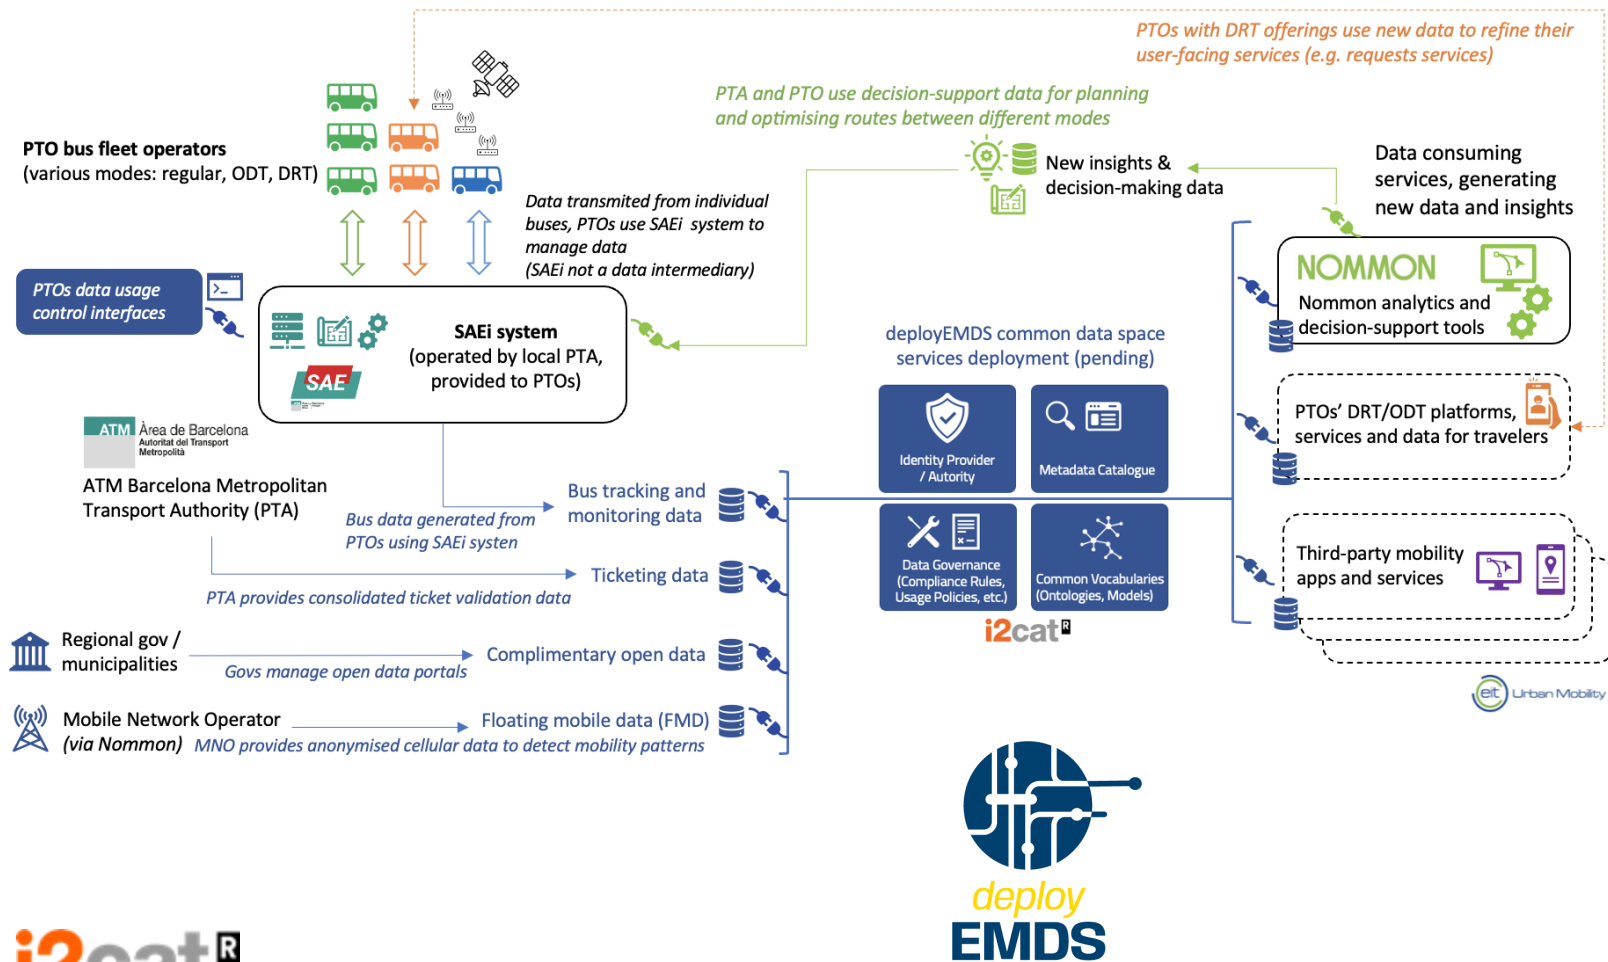 PTOs with DRT offerings use new data to refine their
user-facing services (e.g. requests services)
PTA and PTO use decision-support data for planning
and optimising routes between different modes
PTO bus fleet operators
(various modes: regular, ODT, DRT)
New insights &
decision-making data
Data consuming
services, generating
new data and insights
Data transmited from individual
buses, PTOs use SAEi system to
manage data
(SAEi not a data intermediary)
PTOs data usage
control interfaces
SAEi system
(operated by local PTA,
provided to PTOs)
SAE
NOMMON
Nommon analytics and
decision-support tools
deployEMDS common data space
services deployment (pending)
Identity Provider
/ Autority
Metadata Catalogue
PTOs' DRT/ODT platforms,
services and data for travelers
ATM Àrea de Barcelona
Autoritat del Transport
Metropolità
ATM Barcelona Metropolitan
Transport Authority (PTA)
Bus tracking and
monitoring data
Bus data generated from
PTOs using SAEi systen
Data Governance
(Compliance Rules,
Usage Policies, etc.)
Common Vocabularies
(Ontologies, Models)
Third-party mobility
apps and services
Ticketing data
PTA provides consolidated ticket validation data
i2cat R
Regional gov /
municipalities
Complimentary open data
Govs manage open data portals
eit Urban Mobility
Mobile Network Operator
(via Nommon)
Floating mobile data (FMD)
MNO provides anonymised cellular data to detect mobility patterns
deploy
EMDS
i2cat R